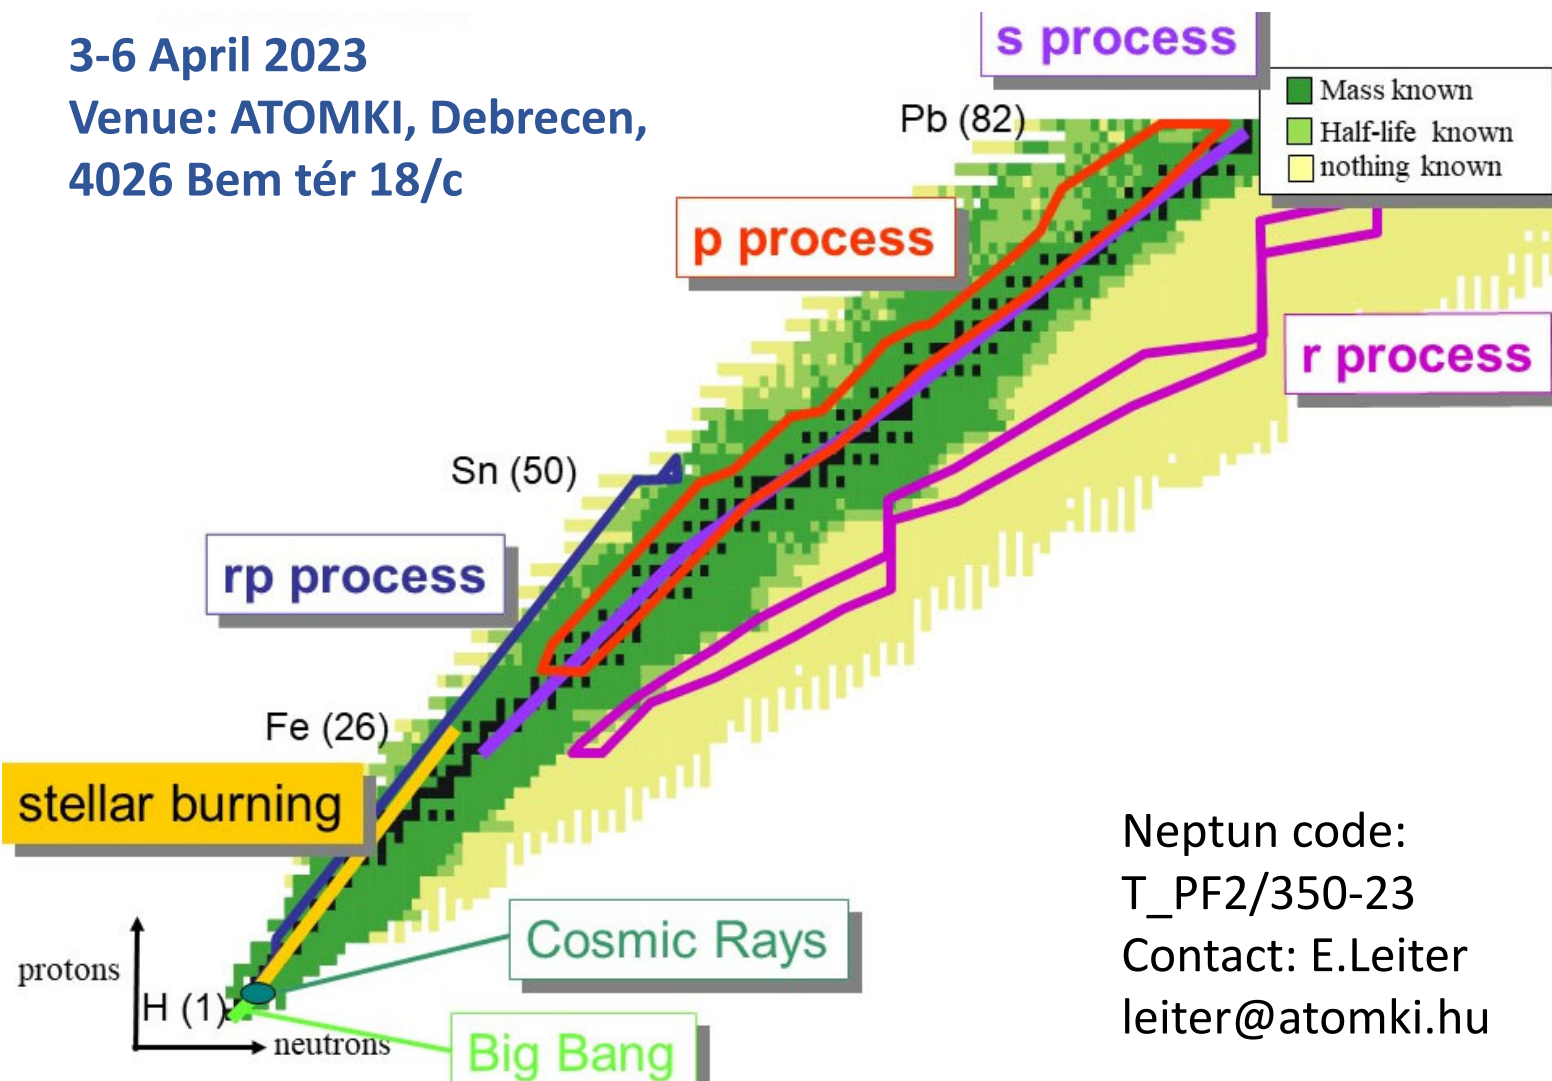 3-6 April 2023
Venue: ATOMKI, Debrecen,
4026 Bem tér 18/c
s process
Mass known
Half-life known
nothing known
Pb (82)
p process
r process
Sn (50)
rp process
Fe (26)
stellar burning
Cosmic Rays
protons
H (1)
neutrons
Big Bang
Neptun code:
T_PF2/350-23
Contact: E.Leiter
leiter@atomki.hu